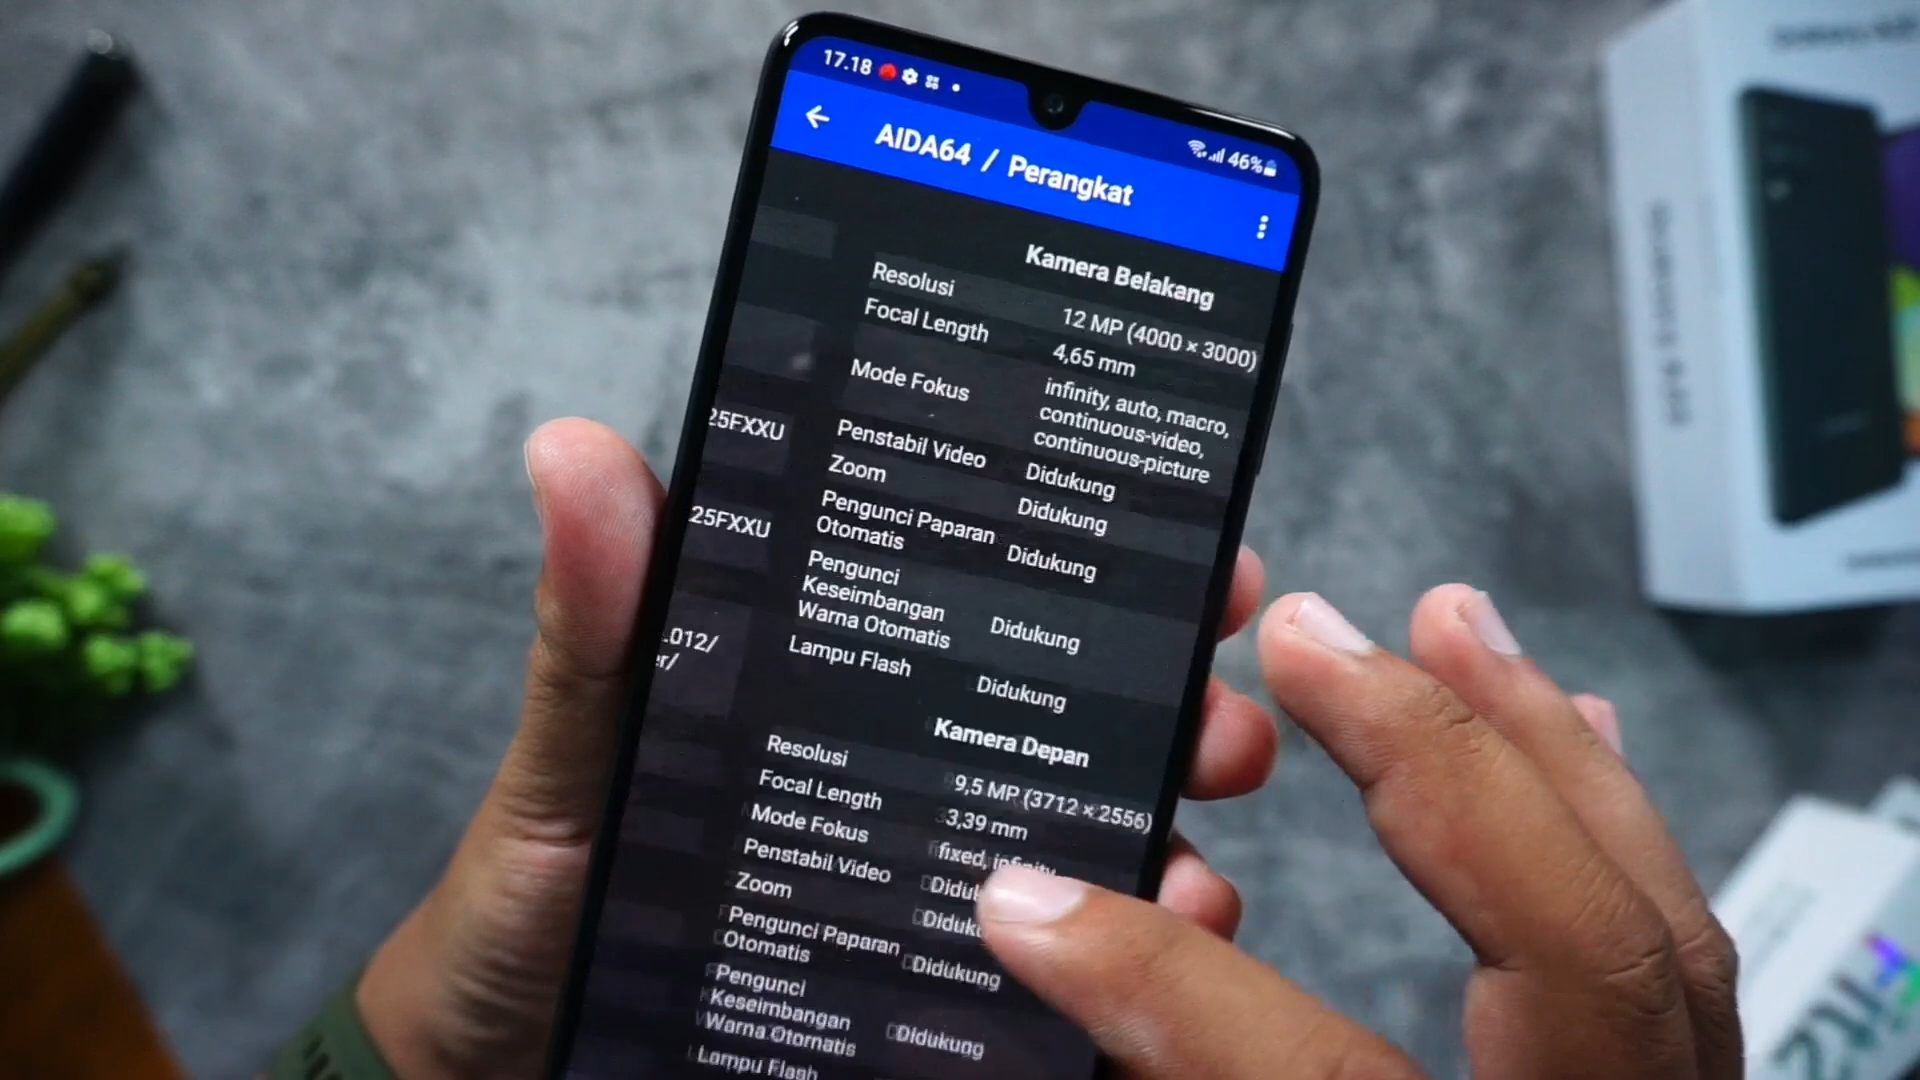 17.18
46%
AIDA64 / Perangkat
Kamera Belakang
Resolusi 12 MP (4000 × 3000)
Focal Length 4,65 mm
Mode Fokus infinity, auto, macro,
continuous-video,
continuous-picture
Penstabil Video Didukung
Zoom Didukung
Pengunci Paparan
Otomatis Didukung
Pengunci
Keseimbangan
Warna Otomatis Didukung
Lampu Flash Didukung
Kamera Depan
Resolusi 9,5 MP (3712 × 2556)
Focal Length 3,39 mm
Mode Fokus fixed, infinity
Penstabil Video
Zoom
Pengunci Paparan
Otomatis Didukung
Pengunci
Keseimbangan
Warna Otomatis Didukung
Lampu Flash
25FXXU
25FXXU
.012/
r/